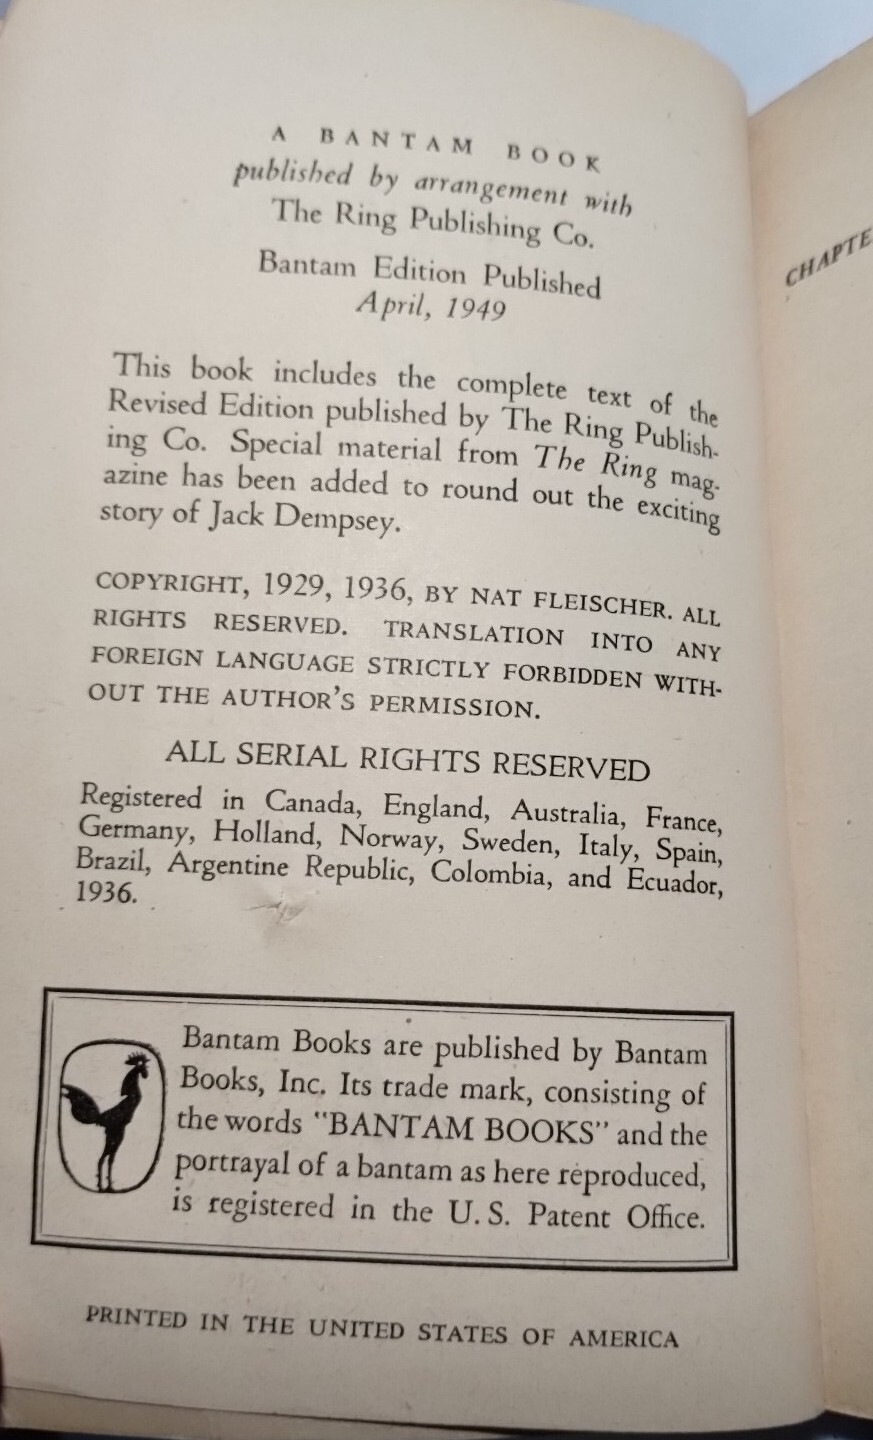 A BANTAM BOOK
published by arrangement with
The Ring Publishing Co.
Bantam Edition Published
April, 1949
This book includes the complete text of the
Revised Edition published by The Ring Publish-
ing Co. Special material from The Ring mag-
azine has been added to round out the exciting
story of Jack Dempsey.
COPYRIGHT, 1929, 1936, BY NAT FLEISCHER. ALL
RIGHTS RESERVED. TRANSLATION INTO ANY
FOREIGN LANGUAGE STRICTLY FORBIDDEN WITH-
OUT THE AUTHOR'S PERMISSION.
ALL SERIAL RIGHTS RESERVED
Registered in Canada, England, Australia, France,
Germany, Holland, Norway, Sweden, Italy, Spain,
Brazil, Argentine Republic, Colombia, and Ecuador,
1936.
Bantam Books are published by Bantam
Books, Inc. Its trade mark, consisting of
the words "BANTAM BOOKS" and the
portrayal of a bantam as here reproduced,
is registered in the U. S. Patent Office.
PRINTED IN THE UNITED STATES OF AMERICA